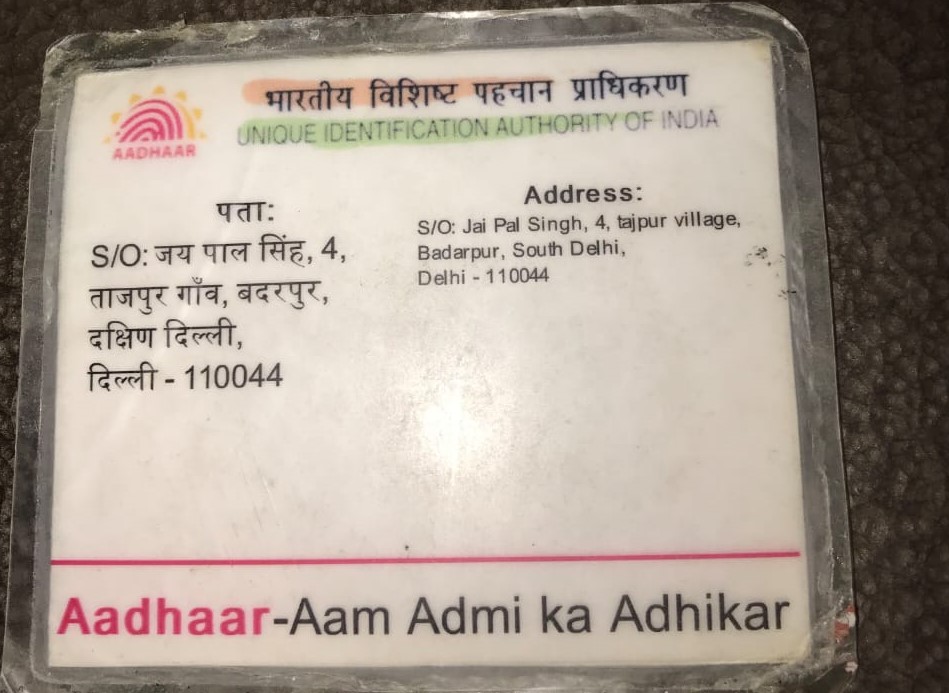 भारतीय विशिष्ट पहचान प्राधिकरण
UNIQUE IDENTIFICATION AUTHORITY OF INDIA
AADHAAR
पता:
S/O: जय पाल सिंह, 4,
ताजपुर गाँव, बदरपुर,
दक्षिण दिल्ली,
दिल्ली - 110044
Address:
S/O: Jai Pal Singh, 4, tajpur village,
Badarpur, South Delhi,
Delhi - 110044
Aadhaar-Aam Admi ka Adhikar